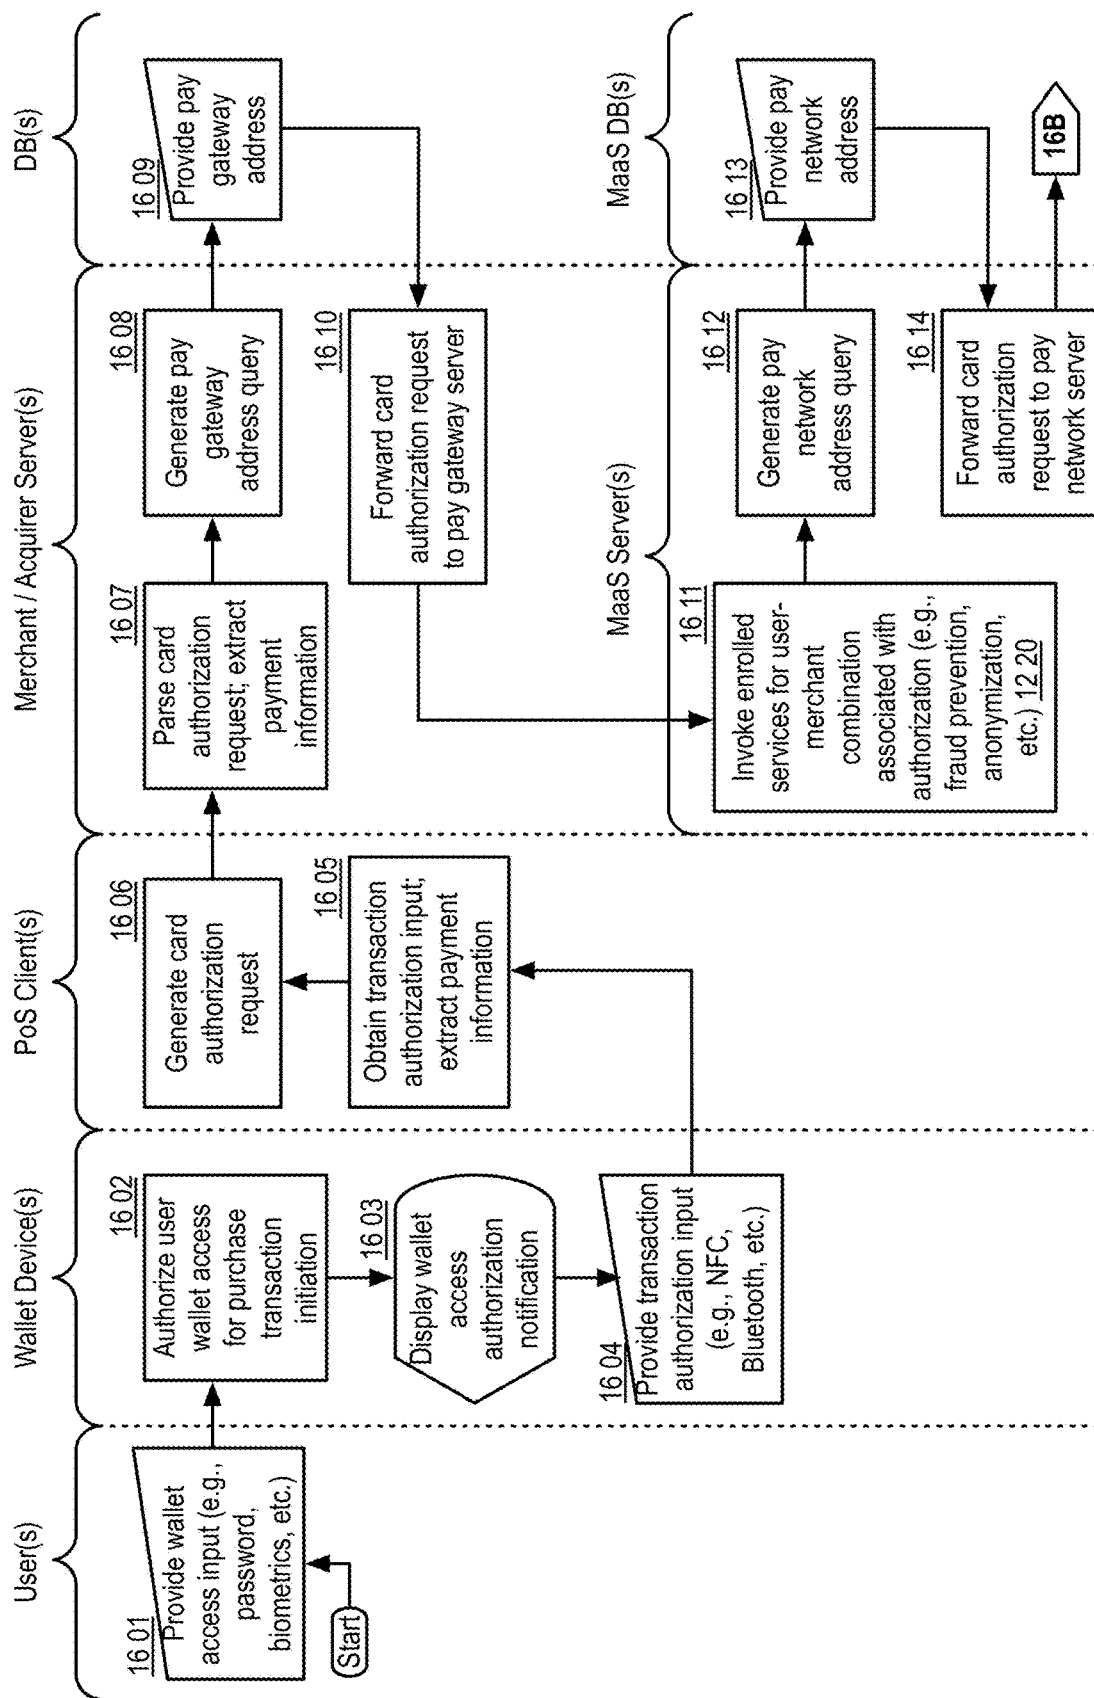 User(s)
Wallet Device(s)
PoS Client(s)
Merchant / Acquirer Server(s)
DB(s)
16 01
Provide wallet
access input (e.g.,
password,
biometrics, etc.)
Start
16 02
Authorize user
wallet access
for purchase
transaction
initiation
16 03
Display wallet
access
authorization
notification
16 04
Provide transaction
authorization input
(e.g., NFC,
Bluetooth, etc.)
16 06
Generate card
authorization
request
16 05
Obtain transaction
authorization input;
extract payment
information
16 07
Parse card
authorization
request; extract
payment
information
16 08
Generate pay
gateway
address query
16 09
Provide pay
gateway
address
16 10
Forward card
authorization request
to pay gateway server
MaaS Server(s)
MaaS DB(s)
16 11
Invoke enrolled
services for user-
merchant
combination
associated with
authorization (e.g.,
fraud prevention,
anonymization,
etc.) 12 20
16 12
Generate pay
network
address query
16 13
Provide pay
network
address
16 14
Forward card
authorization
request to pay
network server
16B